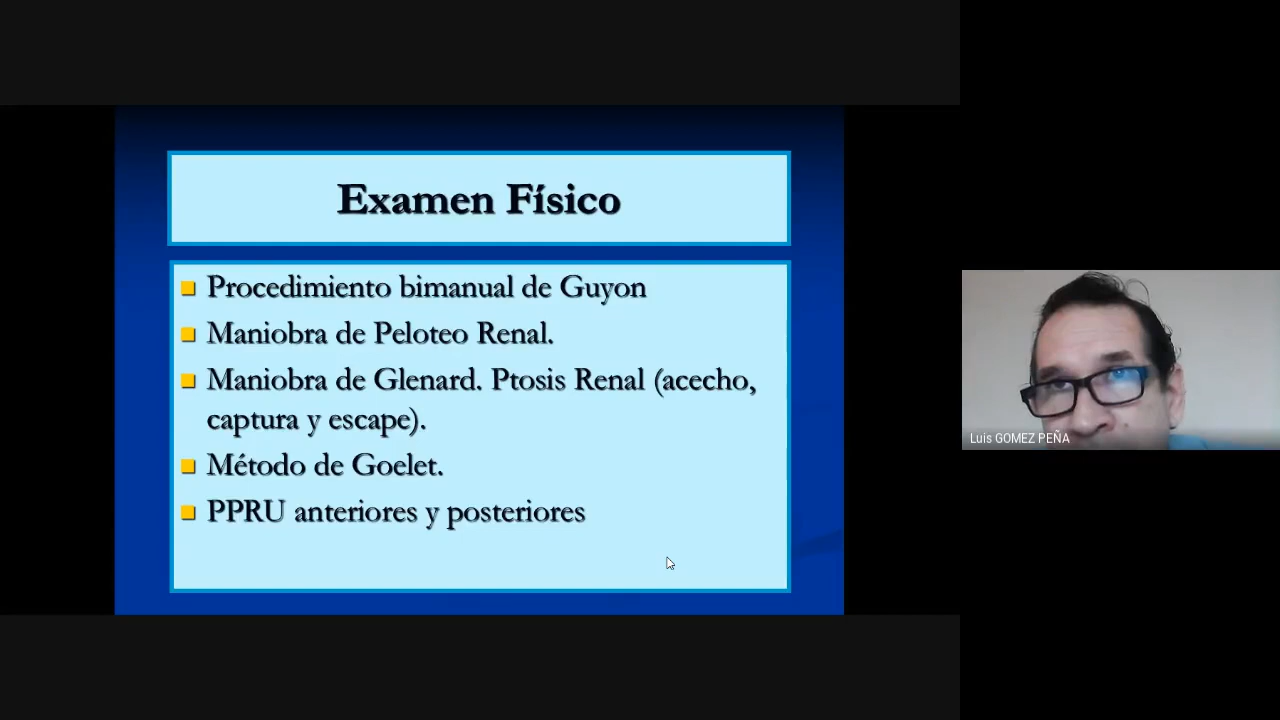 Examen Físico
Procedimiento bimanual de Guyon
Maniobra de Peloteo Renal.
Maniobra de Glenard. Ptosis Renal (acecho,
captura y escape).
Método de Goelet.
PPRU anteriores y posteriores
Luis GOMEZ PEÑA